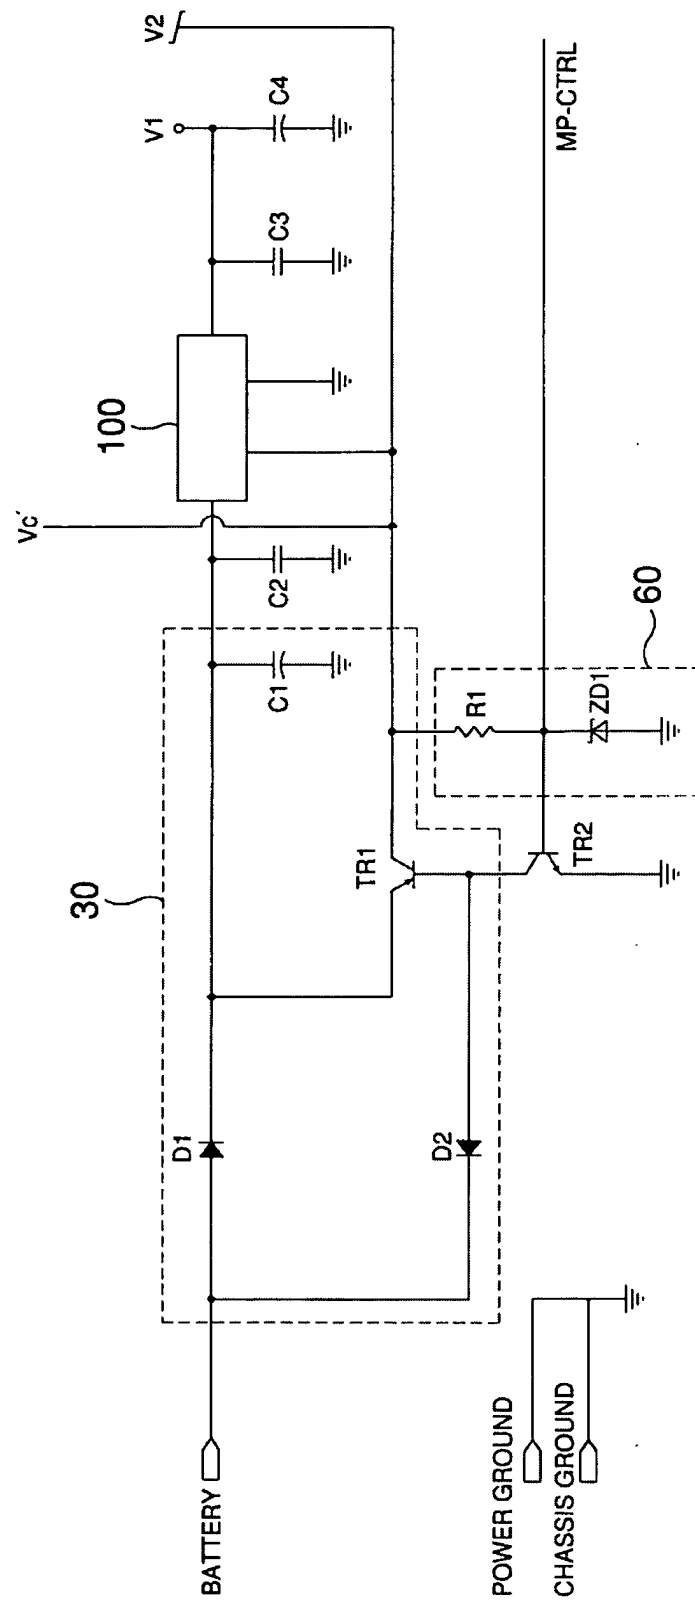 V2
V1
C4
C3
MP-CTRL
100
Vc'
C2
C1
60
R1
ZD1
TR1
TR2
30
D1
D2
BATTERY
POWER GROUND
CHASSIS GROUND